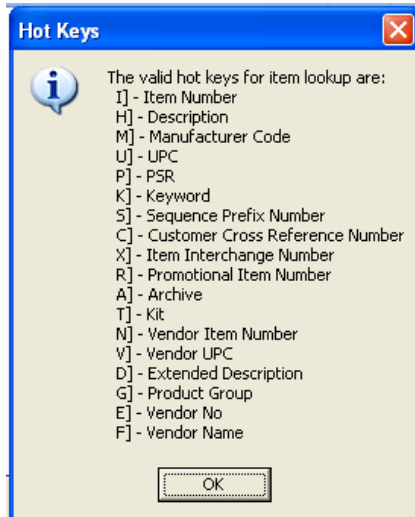 Hot Keys
The valid hot keys for item lookup are:
I] - Item Number
H] - Description
M] - Manufacturer Code
U] - UPC
P] - PSR
K] - Keyword
S] - Sequence Prefix Number
C] - Customer Cross Reference Number
X] - Item Interchange Number
R] - Promotional Item Number
A] - Archive
T] - Kit
N] - Vendor Item Number
V] - Vendor UPC
D] - Extended Description
G] - Product Group
E] - Vendor No
F] - Vendor Name
OK